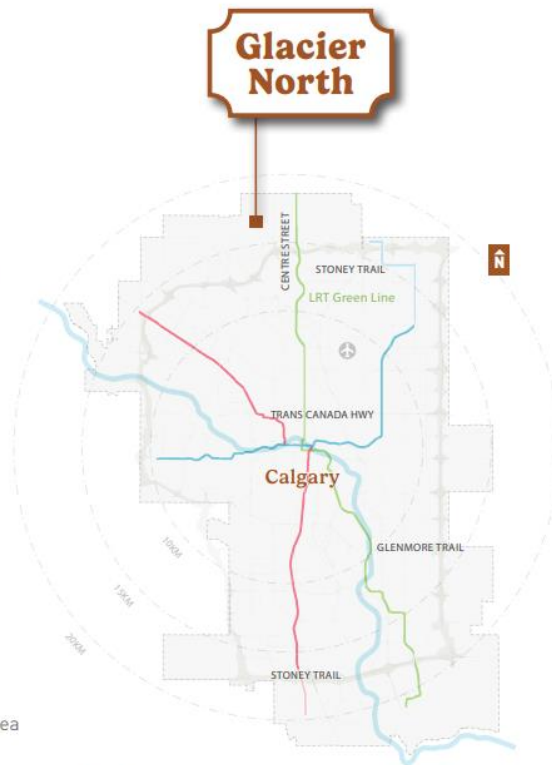 Glacier
North
CENTRE STREET
STONEY TRAIL
N
LRT Green Line
TRANS CANADA HWY
Calgary
GLENMORE TRAIL
10KM
15KM
20KM
STONEY TRAIL
ea